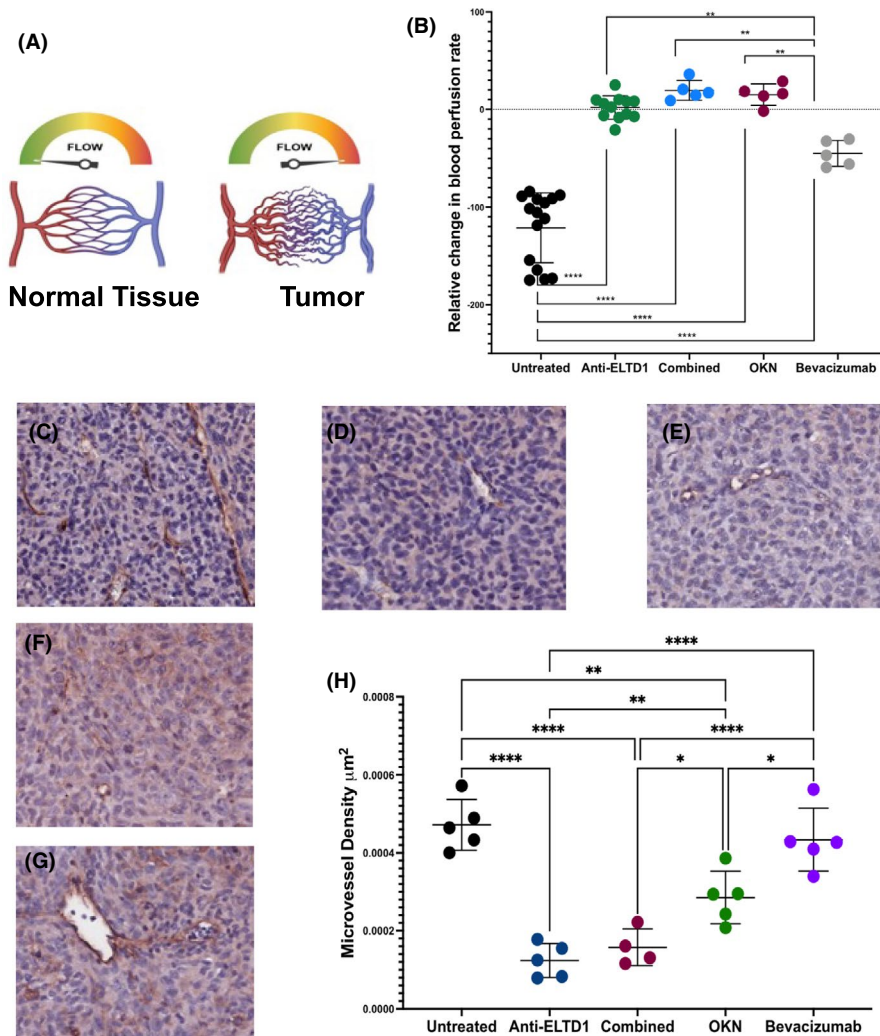 (A)
FLOW
FLOW
Normal Tissue
Tumor
(B)
Relative change in blood perfusion rate
100
0
-100
-200
**
**
**
****
****
****
****
Untreated
Anti-ELTD1
Combined
OKN
Bevacizumab
(C)
(D)
(E)
(F)
(G)
(H)
Microvessel Density μm²
0.0008
0.0006
0.0004
0.0002
0.0000
****
**
**
****
****
****
*
*
Untreated
Anti-ELTD1
Combined
OKN
Bevacizumab